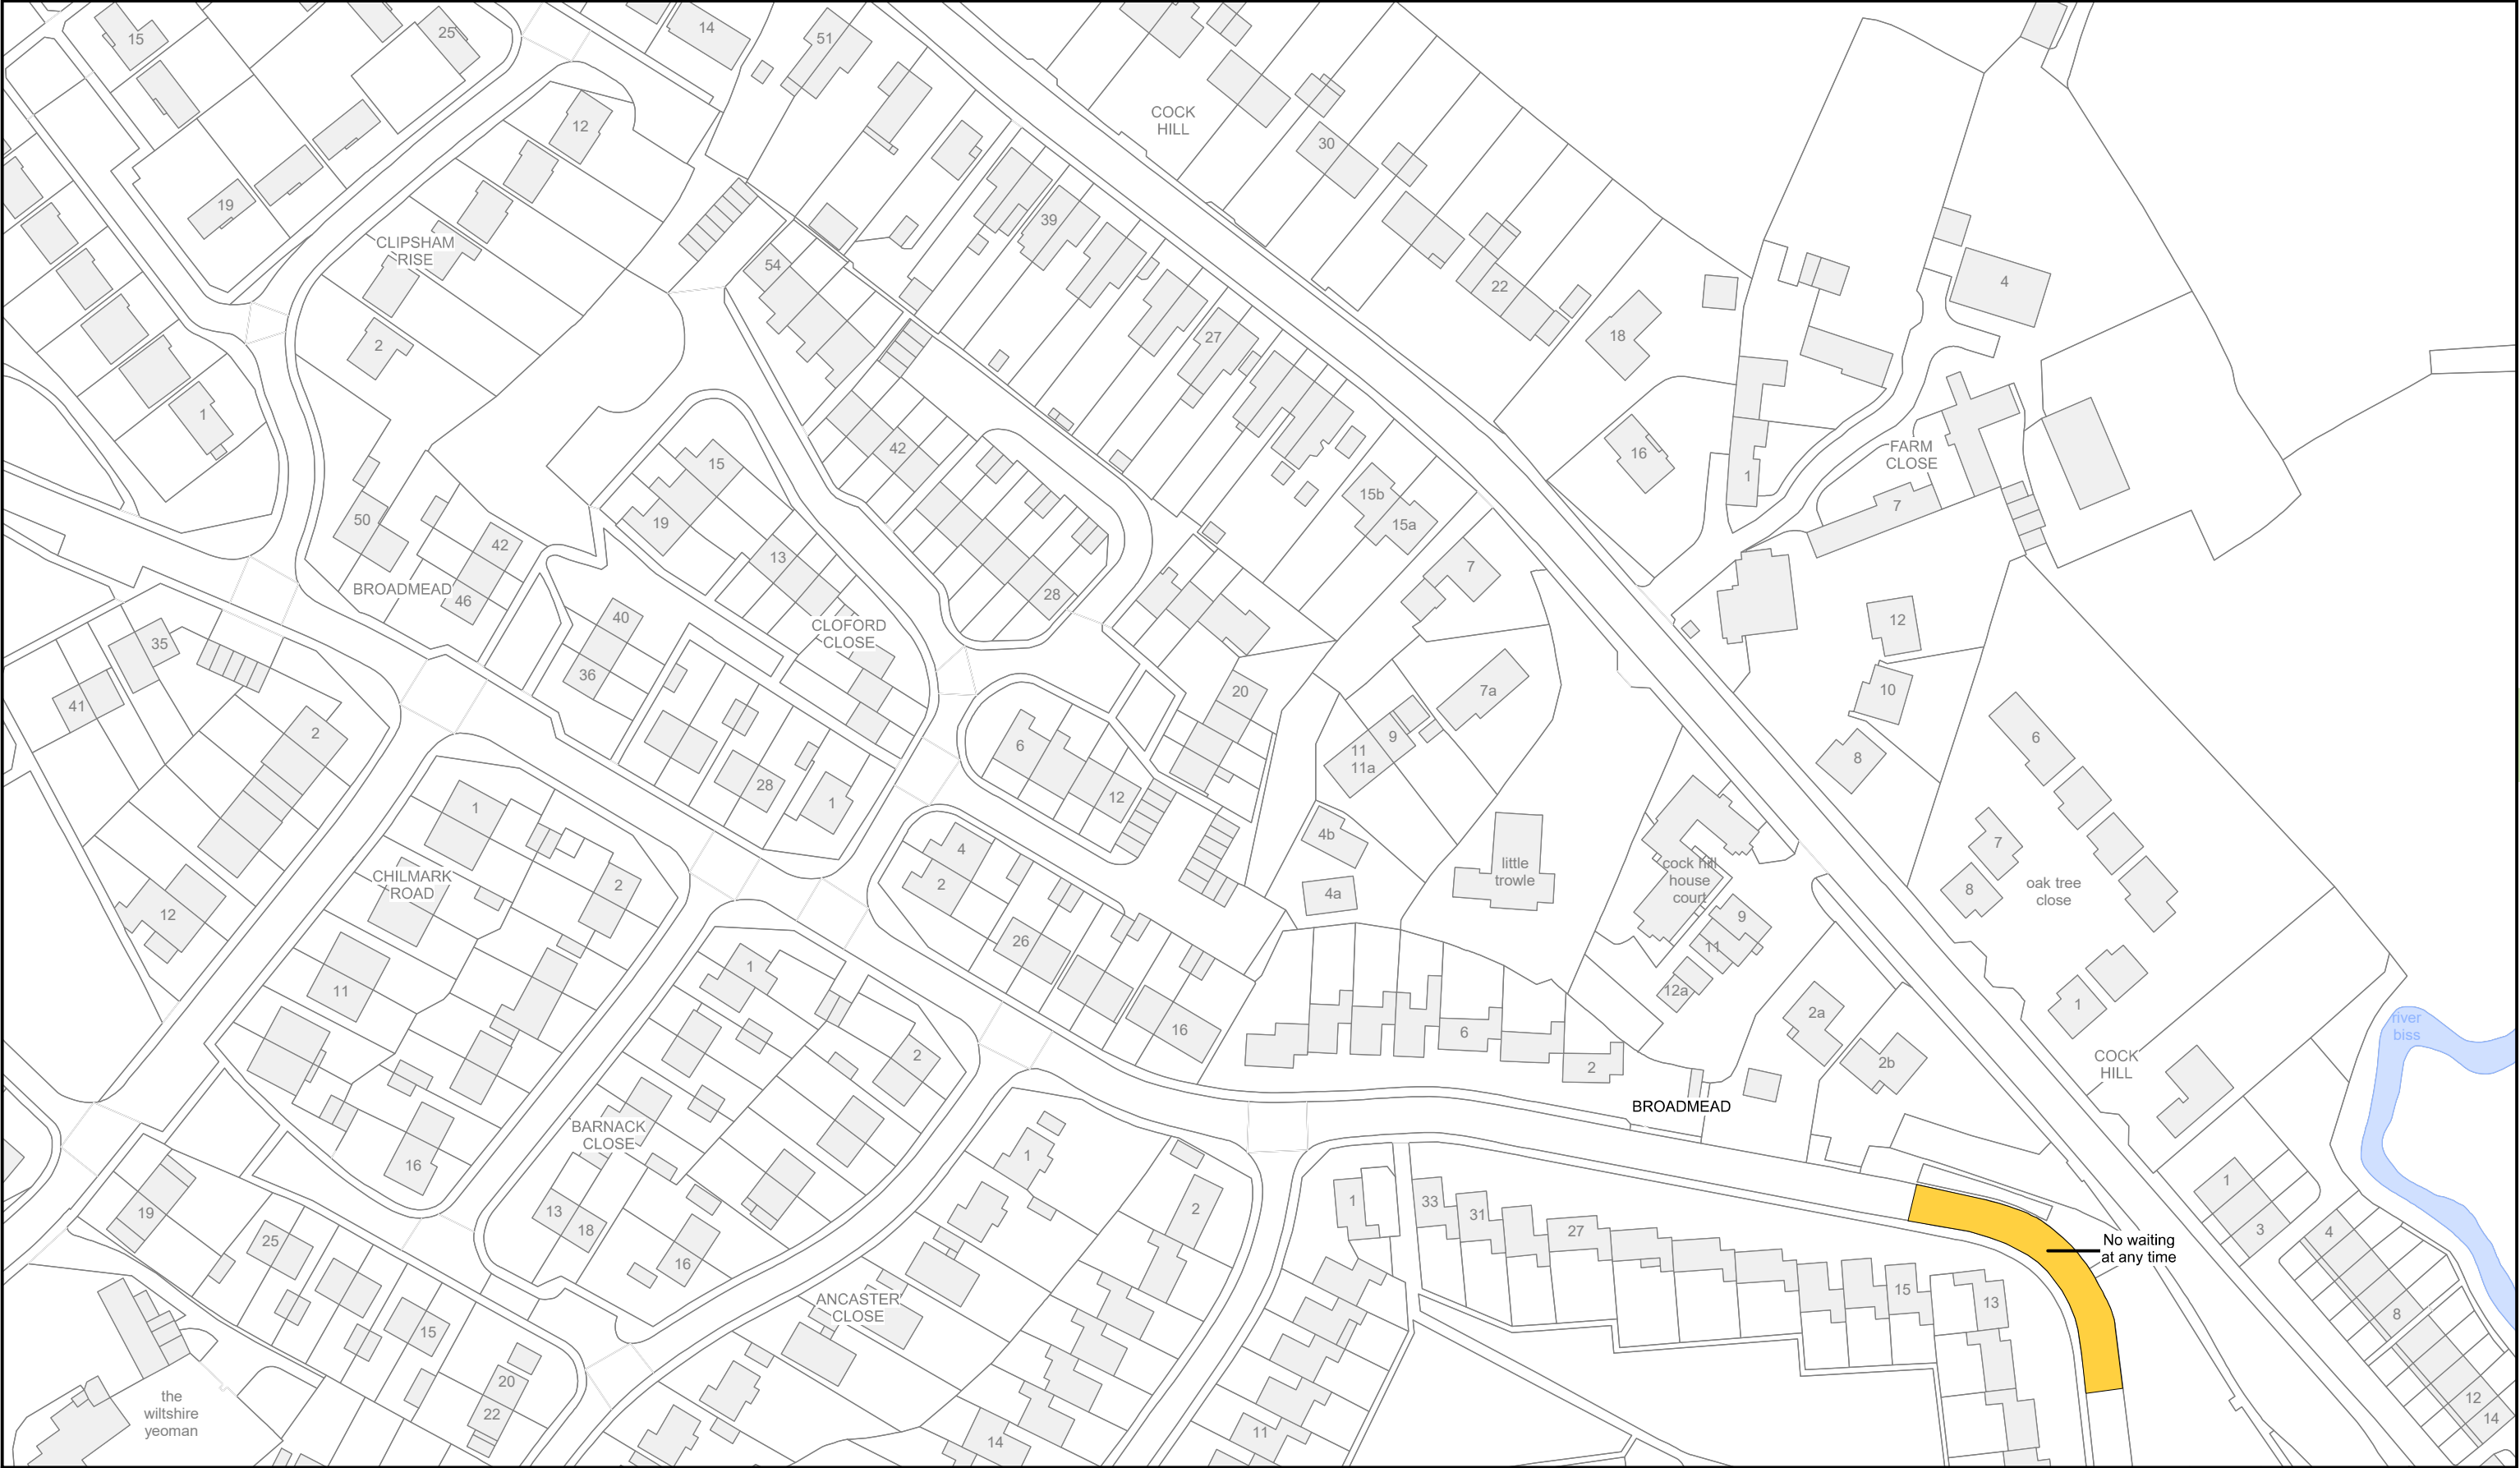 15
25
14
51
COCK
HILL
12
30
39
19
CLIPSHAM
RISE
54
4
22
27
18
2
1
42
15
16
FARM
CLOSE
1
15b
15a
7
50
19
42
13
7
BROADMEAD
46
28
12
40
CLOFORD
CLOSE
35
36
20
7a
10
41
2
6
9
11
11a
6
8
28
1
12
1
4b
little
trowle
cock hill
house
court
7
CHILMARK
ROAD
4
2
2
4a
8
oak tree
close
12
9
26
11
1
11
12a
1
2a
16
6
river
biss
2
2
2b
COCK
HILL
BROADMEAD
BARNACK
CLOSE
1
16
1
33
31
19
13
18
2
27
3
4
25
16
No waiting
at any time
15
ANCASTER
CLOSE
13
8
15
20
the
wiltshire
yeoman
22
12
14
11
14